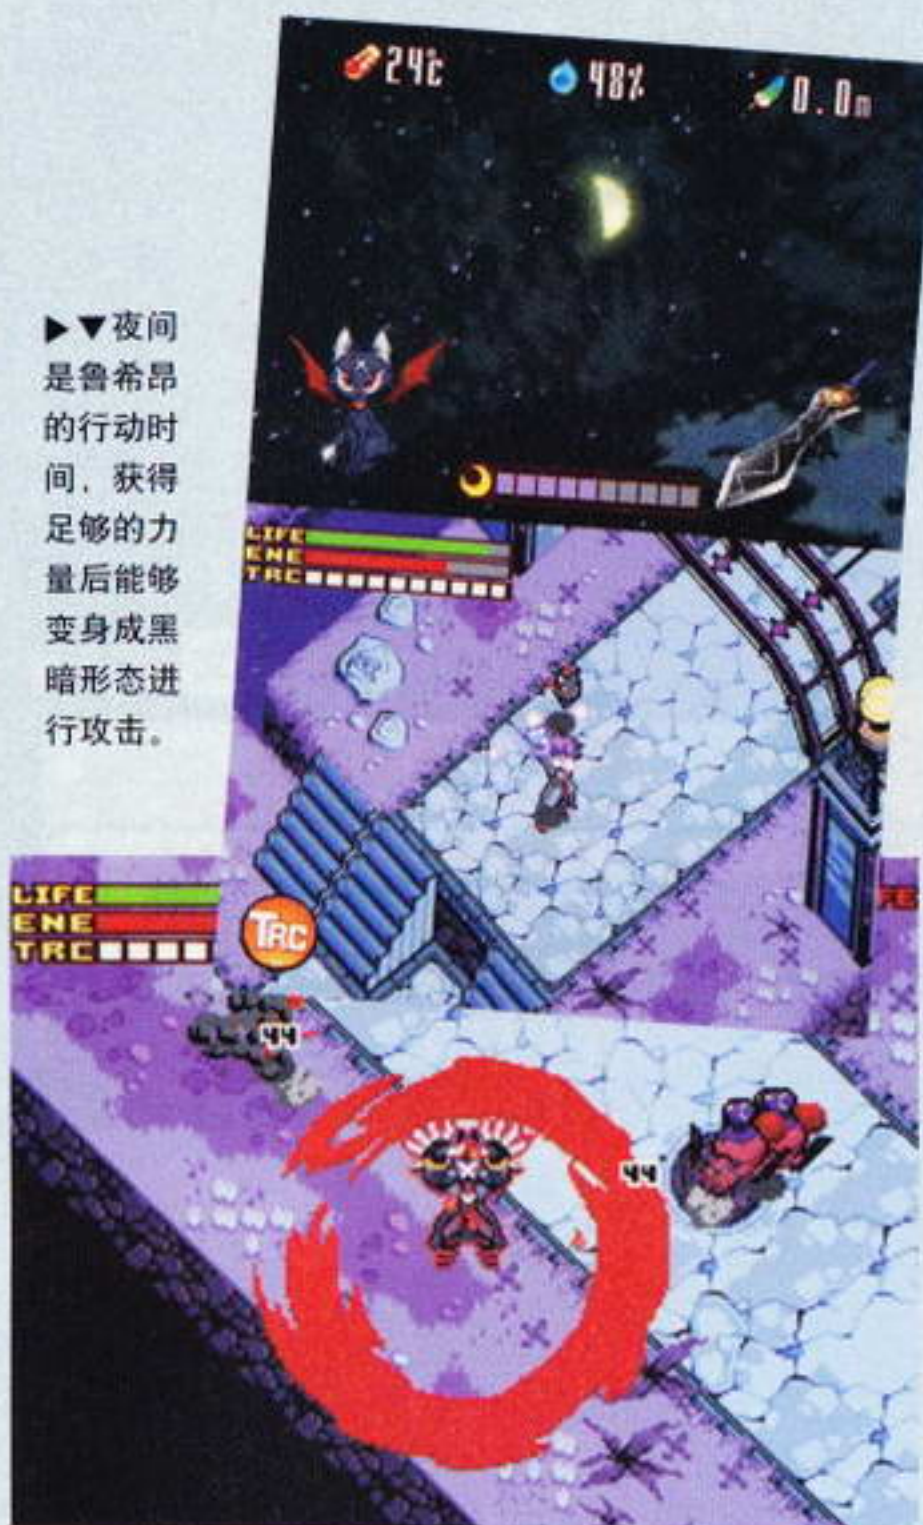 24℃
48%
0.0m
▶▼夜间
是鲁希昂
的行动时
间，获得
足够的力
量后能够
变身成黑
暗形态进
行攻击。
LIFE
ENE
TRC
LIFE
ENE
TRC
TRC
44
44